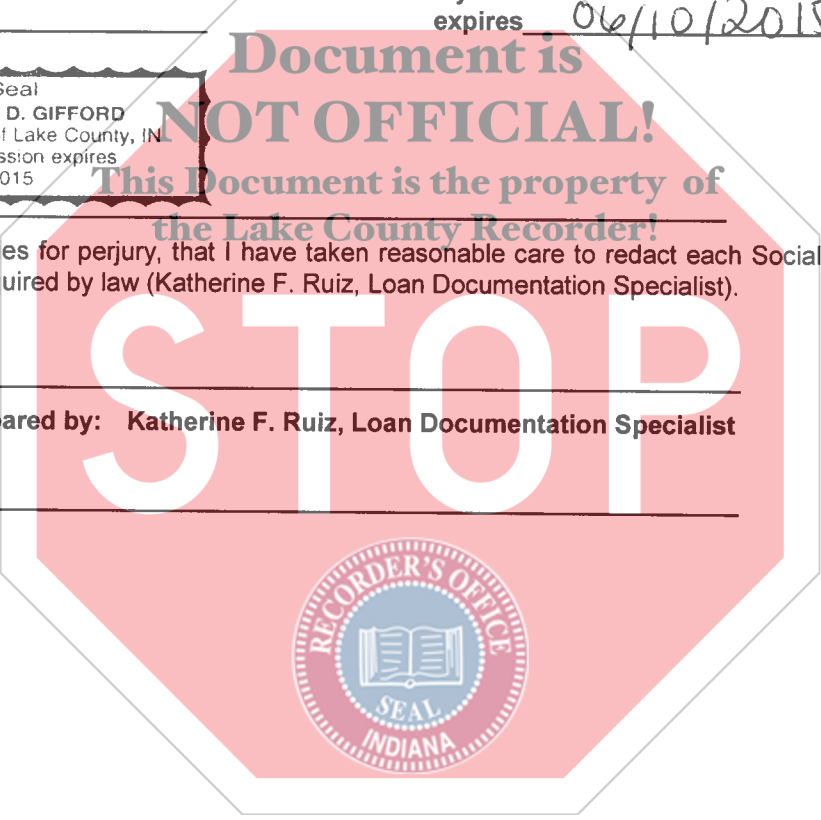 expires 06/10/2015
Document is
Seal
D. GIFFORD
NOT OFFICIAL!
of Lake County, IN
ssion expires
015
This Document is the property of
the Lake County Recorder!
es for perjury, that I have taken reasonable care to redact each Social
uired by law (Katherine F. Ruiz, Loan Documentation Specialist).
STOP
ared by: Katherine F. Ruiz, Loan Documentation Specialist
RECORDER'S OFFICE
SEAL
INDIANA